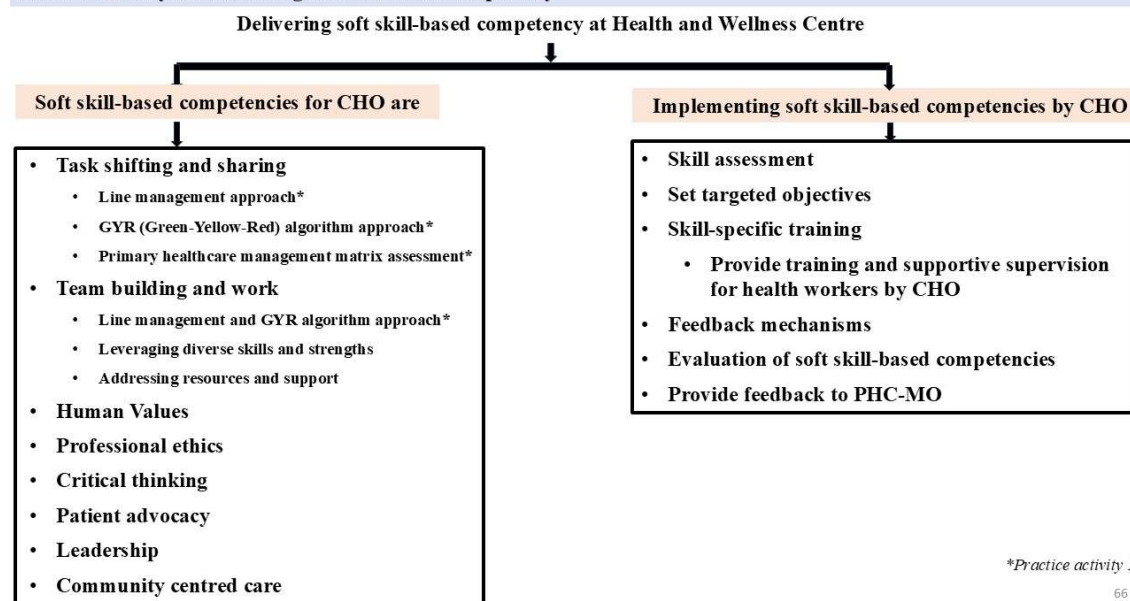 Delivering soft skill-based competency at Health and Wellness Centre
Soft skill-based competencies for CHO are
• Task shifting and sharing
• Line management approach*
• GYR (Green-Yellow-Red) algorithm approach*
• Primary healthcare management matrix assessment*
• Team building and work
• Line management and GYR algorithm approach*
• Leveraging diverse skills and strengths
• Addressing resources and support
• Human Values
• Professional ethics
• Critical thinking
• Patient advocacy
• Leadership
• Community centred care
Implementing soft skill-based competencies by CHO
• Skill assessment
• Set targeted objectives
• Skill-specific training
• Provide training and supportive supervision
for health workers by CHO
• Feedback mechanisms
• Evaluation of soft skill-based competencies
• Provide feedback to PHC-MO
*Practice activity
66